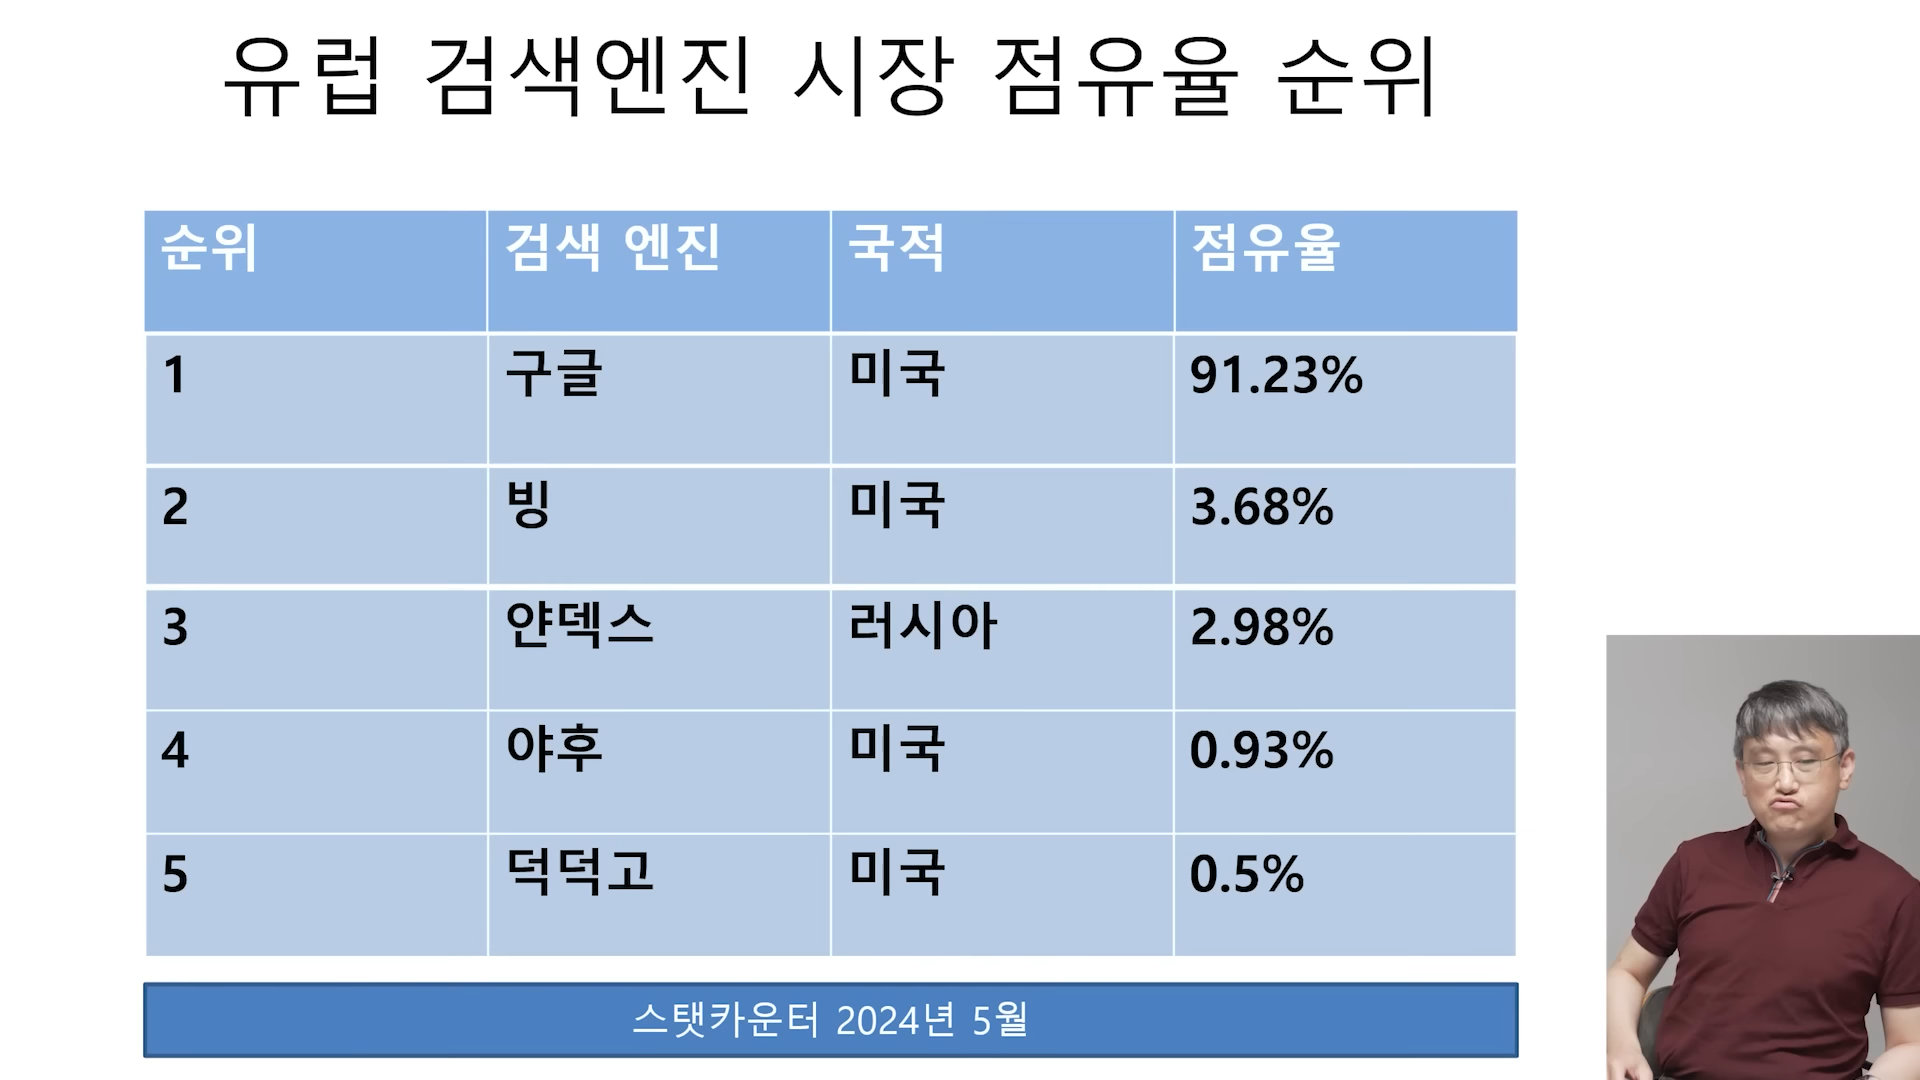 유럽 검색엔진 시장 점유율 순위
순위 검색 엔진 국적 점유율
1 구글 미국 91.23%
2 빙 미국 3.68%
3 얀덱스 러시아 2.98%
4 야후 미국 0.93%
5 덕덕고 미국 0.5%
스탯카운터 2024년 5월